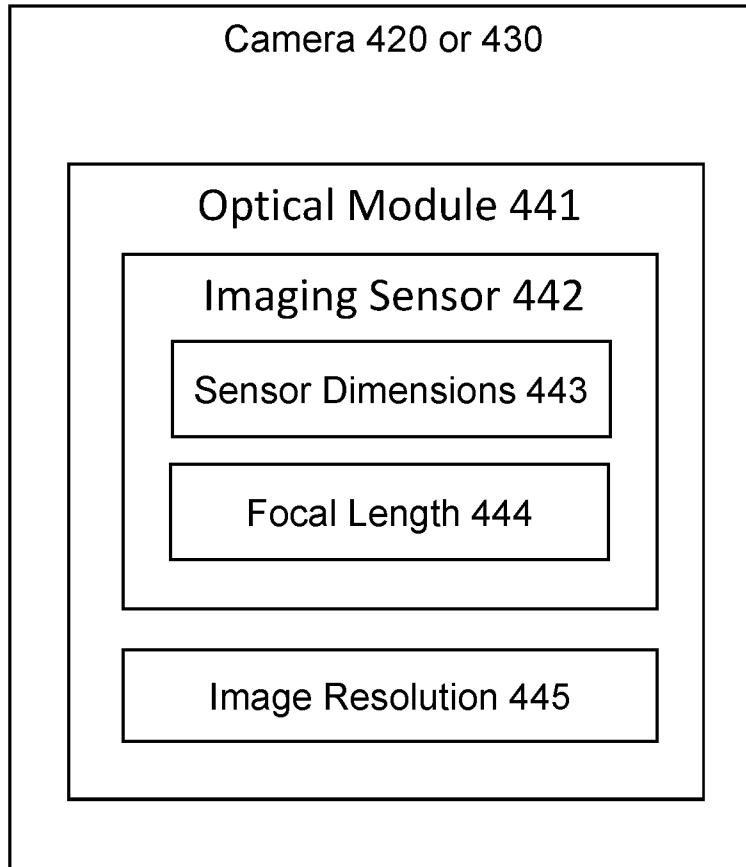 Camera 420 or 430
Optical Module 441
Imaging Sensor 442
Sensor Dimensions 443
Focal Length 444
Image Resolution 445